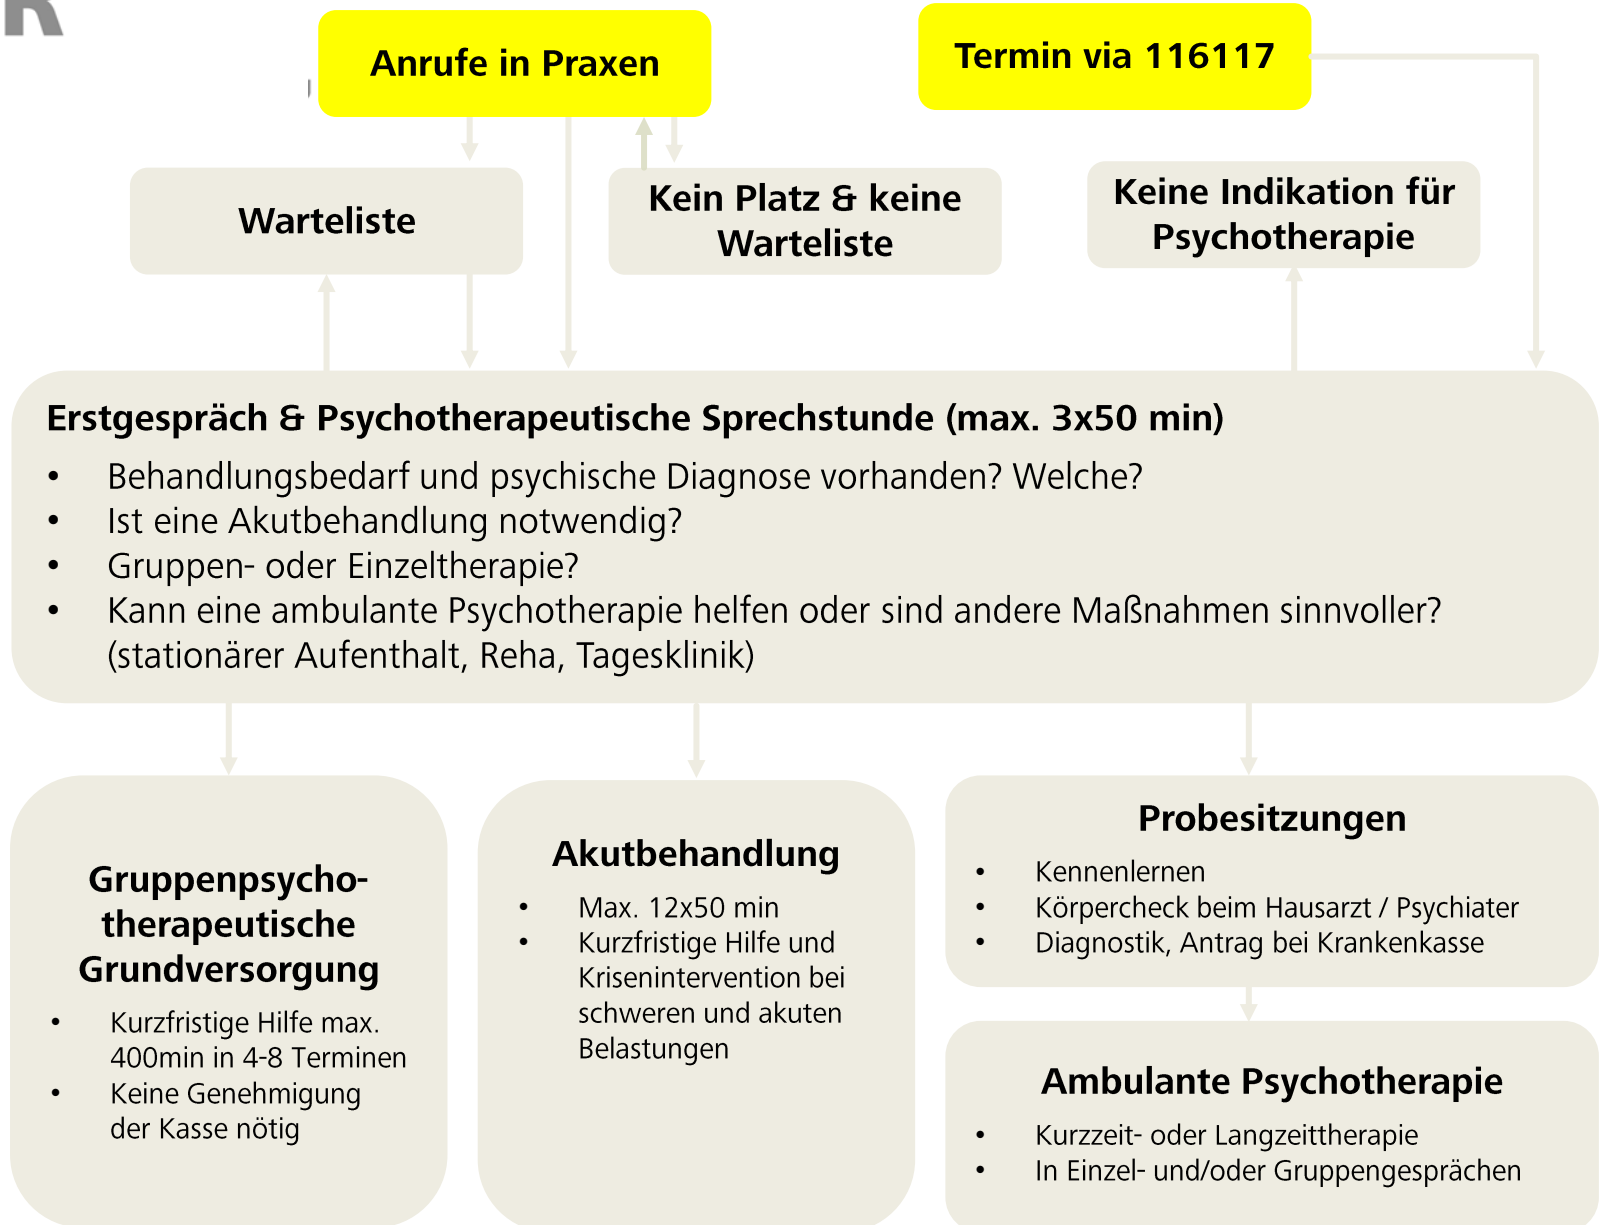 R
Anrufe in Praxen
Termin via 116117
Warteliste
Kein Platz & keine
Warteliste
Keine Indikation für
Psychotherapie
Erstgespräch & Psychotherapeutische Sprechstunde (max. 3x50 min)
• Behandlungsbedarf und psychische Diagnose vorhanden? Welche?
• Ist eine Akutbehandlung notwendig?
• Gruppen- oder Einzeltherapie?
• Kann eine ambulante Psychotherapie helfen oder sind andere Maßnahmen sinnvoller?
(stationärer Aufenthalt, Reha, Tagesklinik)
Gruppenpsycho-
therapeutische
Grundversorgung
• Kurzfristige Hilfe max.
400min in 4-8 Terminen
• Keine Genehmigung
der Kasse nötig
Akutbehandlung
• Max. 12x50 min
• Kurzfristige Hilfe und
Krisenintervention bei
schweren und akuten
Belastungen
Probesitzungen
• Kennenlernen
• Körpercheck beim Hausarzt / Psychiater
• Diagnostik, Antrag bei Krankenkasse
Ambulante Psychotherapie
• Kurzzeit- oder Langzeittherapie
• In Einzel- und/oder Gruppengesprächen